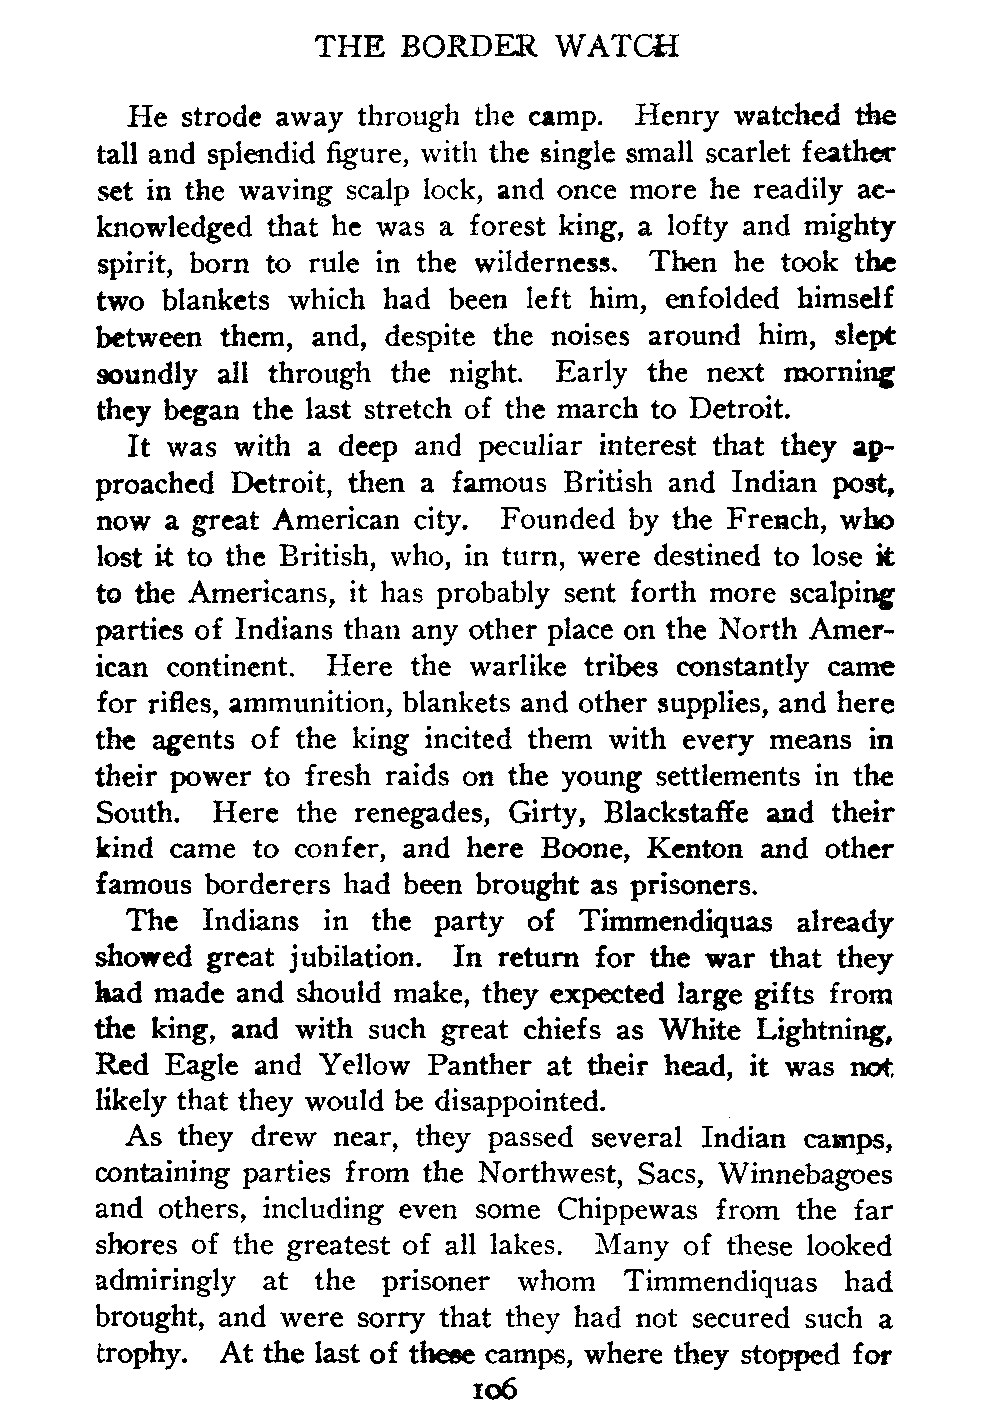 THE BORDER WATCH
He strode away through the camp. Henry watched the
tall and splendid figure, with the single small scarlet feather
set in the waving scalp lock, and once more he readily ac-
knowledged that he was a forest king, a lofty and mighty
spirit, born to rule in the wilderness. Then he took the
two blankets which had been left him, enfolded himself
between them, and, despite the noises around him, slept
soundly all through the night. Early the next morning
they began the last stretch of the march to Detroit.
It was with a deep and peculiar interest that they ap-
proached Detroit, then a famous British and Indian post,
now a great American city. Founded by the French, who
lost it to the British, who, in turn, were destined to lose it
to the Americans, it has probably sent forth more scalping
parties of Indians than any other place on the North Amer-
ican continent. Here the warlike tribes constantly came
for rifles, ammunition, blankets and other supplies, and here
the agents of the king incited them with every means in
their power to fresh raids on the young settlements in the
South. Here the renegades, Girty, Blackstaffe and their
kind came to confer, and here Boone, Kenton and other
famous borderers had been brought as prisoners.
The Indians in the party of Timmendiquas already
showed great jubilation. In return for the war that they
had made and should make, they expected large gifts from
the king, and with such great chiefs as White Lightning,
Red Eagle and Yellow Panther at their head, it was not
likely that they would be disappointed.
As they drew near, they passed several Indian camps,
containing parties from the Northwest, Sacs, Winnebagoes
and others, including even some Chippewas from the far
shores of the greatest of all lakes. Many of these looked
admiringly at the prisoner whom Timmendiquas had
brought, and were sorry that they had not secured such a
trophy. At the last of these camps, where they stopped for
106